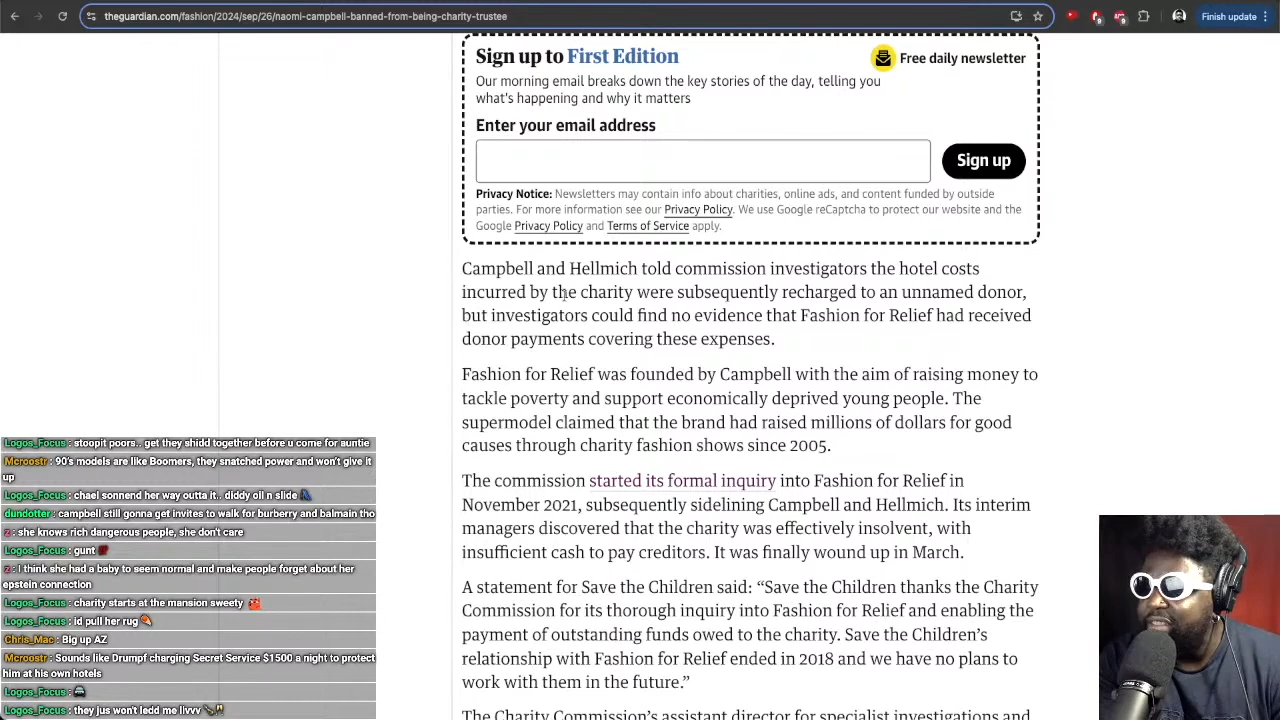 theguardian.com/fashion/2024/sep/26/naomi-campbell-banned-from-being-charity-trustee
Finish update
Sign up to First Edition
Free daily newsletter
Our morning email breaks down the key stories of the day, telling you
what's happening and why it matters
Enter your email address
Sign up
Privacy Notice: Newsletters may contain info about charities, online ads, and content funded by outside
parties. For more information see our Privacy Policy. We use Google reCaptcha to protect our website and the
Google Privacy Policy and Terms of Service apply.
Campbell and Hellmich told commission investigators the hotel costs
incurred by the charity were subsequently recharged to an unnamed donor,
but investigators could find no evidence that Fashion for Relief had received
donor payments covering these expenses.
Fashion for Relief was founded by Campbell with the aim of raising money to
tackle poverty and support economically deprived young people. The
supermodel claimed that the brand had raised millions of dollars for good
causes through charity fashion shows since 2005.
The commission started its formal inquiry into Fashion for Relief in
November 2021, subsequently sidelining Campbell and Hellmich. Its interim
managers discovered that the charity was effectively insolvent, with
insufficient cash to pay creditors. It was finally wound up in March.
A statement for Save the Children said: “Save the Children thanks the Charity
Commission for its thorough inquiry into Fashion for Relief and enabling the
payment of outstanding funds owed to the charity. Save the Children’s
relationship with Fashion for Relief ended in 2018 and we have no plans to
work with them in the future.”
The Charity Commission’s assistant director for specialist investigations and
Logos_Focus : stoopit poors.. get they shidd together before u come for auntie
Mcroostr : 90's models are like Boomers, they snatched power and won't give it
up
Logos_Focus : chael sonnend her way outta it.. diddy oil n slide
dundotter : campbell still gonna get invites to walk for burberry and balmain tho
z : she knows rich dangerous people, she don't care
Logos_Focus : gunt
z : I think she had a baby to seem normal and make people forget about her
epstein connection
Logos_Focus : charity starts at the mansion sweety
Logos_Focus : id pull her rug
Chris_Mac : Big up AZ
Mcroostr : Sounds like Drumpf charging Secret Service $1500 a night to protect
him at his own hotels
Logos_Focus :
Logos_Focus : they jus won't ledd me livvv